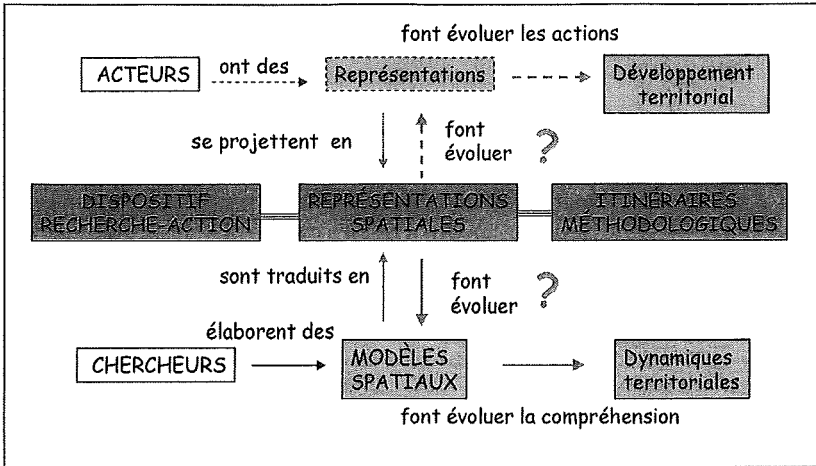 font évoluer les actions
ACTEURS
ont des
Représentations
Développement
territorial
se projettent en
font
évoluer
?
DISPOSITIF
RECHERCHE-ACTION
REPRÉSENTATIONS
SPATIALES
ITINÉRAIRES
MÉTHODOLOGIQUES
sont traduits en
font
évoluer
?
élaborent des
CHERCHEURS
MODÈLES
SPATIAUX
Dynamiques
territoriales
font évoluer la compréhension